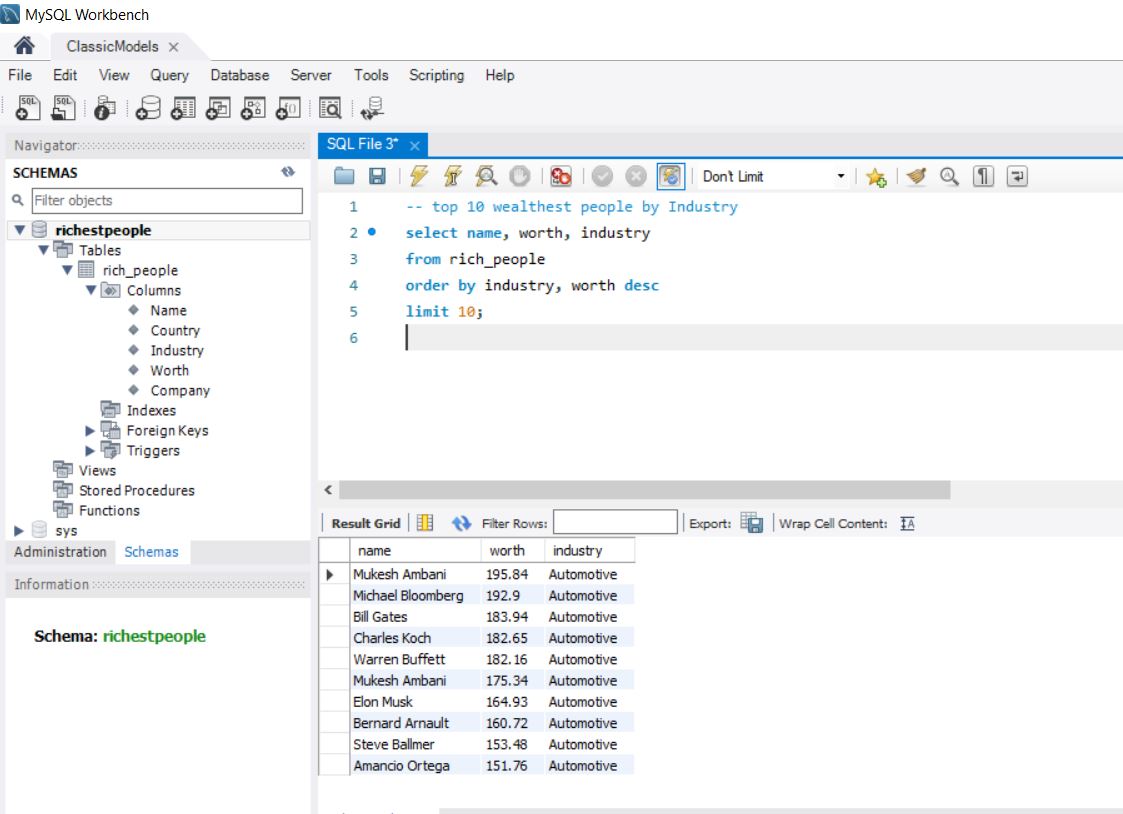 MySQL Workbench
ClassicModels
File Edit View Query Database Server Tools Scripting Help
SQL SQL
Navigator
SCHEMAS
Filter objects
richestpeople
Tables
rich_people
Columns
Name
Country
Industry
Worth
Company
Indexes
Foreign Keys
Triggers
Views
Stored Procedures
Functions
sys
Administration Schemas
Information
Schema: richestpeople
SQL File 3*
Don't Limit
1 -- top 10 wealthest people by Industry
2 select name, worth, industry
3 from rich_people
4 order by industry, worth desc
5 limit 10;
6
Result Grid Filter Rows: Export: Wrap Cell Content: IA
name worth industry
Mukesh Ambani 195.84 Automotive
Michael Bloomberg 192.9 Automotive
Bill Gates 183.94 Automotive
Charles Koch 182.65 Automotive
Warren Buffett 182.16 Automotive
Mukesh Ambani 175.34 Automotive
Elon Musk 164.93 Automotive
Bernard Arnault 160.72 Automotive
Steve Ballmer 153.48 Automotive
Amancio Ortega 151.76 Automotive